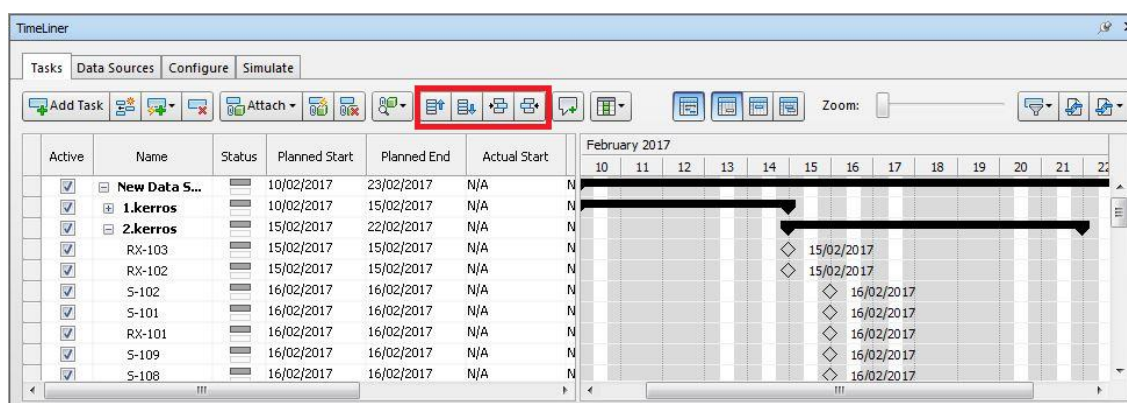 TimeLiner
Tasks Data Sources Configure Simulate
Add Task Attach Zoom:
Active Name Status Planned Start Planned End Actual Start
February 2017
10 11 12 13 14 15 16 17 18 19 20 21 22
New Data S... 10/02/2017 23/02/2017 N/A N
1.kerros 10/02/2017 15/02/2017 N/A N
2.kerros 15/02/2017 22/02/2017 N/A N
RX-103 15/02/2017 15/02/2017 N/A N 15/02/2017
RX-102 15/02/2017 15/02/2017 N/A N 15/02/2017
S-102 16/02/2017 16/02/2017 N/A N 16/02/2017
S-101 16/02/2017 16/02/2017 N/A N 16/02/2017
RX-101 16/02/2017 16/02/2017 N/A N 16/02/2017
S-109 16/02/2017 16/02/2017 N/A N 16/02/2017
S-108 16/02/2017 16/02/2017 N/A N 16/02/2017